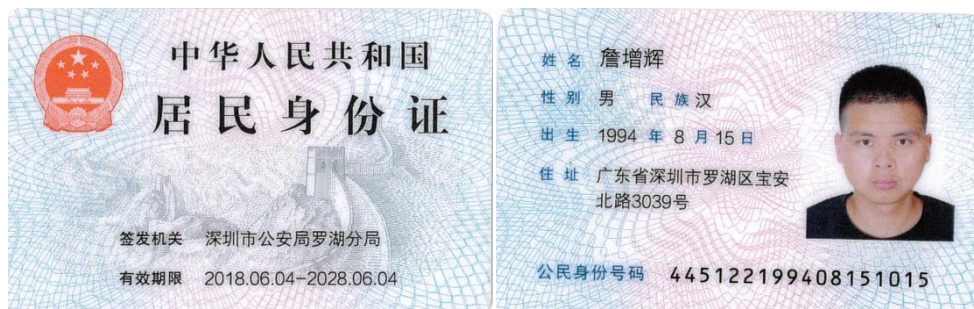 中华人民共和国
居民身份证
签发机关 深圳市公安局罗湖分局
有效期限 2018.06.04-2028.06.04
姓名 詹增辉
性别 男 民族 汉
出生 1994 年 8 月 15 日
住址 广东省深圳市罗湖区宝安
北路3039号
公民身份号码 445122199408151015